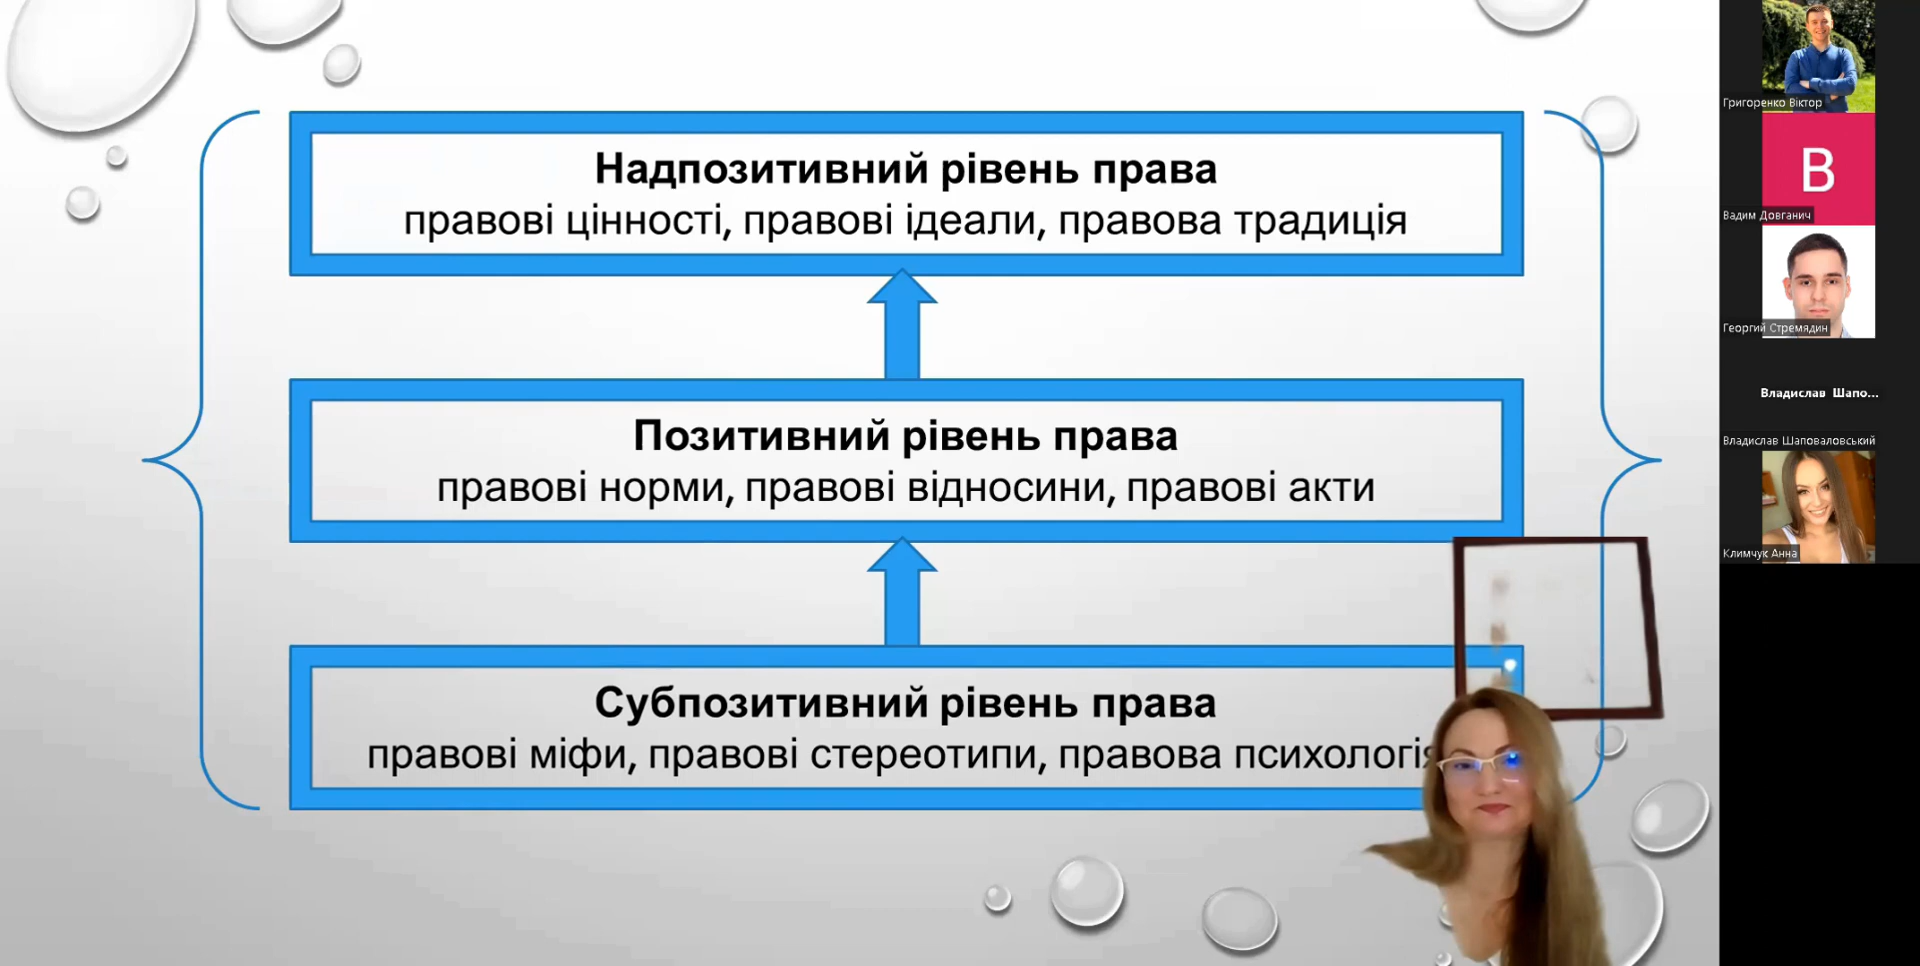 Надпозитивний рівень права
правові цінності, правові ідеали, правова традиція
Позитивний рівень права
правові норми, правові відносини, правові акти
Субпозитивний рівень права
правові міфи, правові стереотипи, правова психологія
Григоренко Віктор
В
Вадим Довганич
Георгий Стремядин
Владислав Шапо...
Владислав Шаповаловський
Климчук Анна